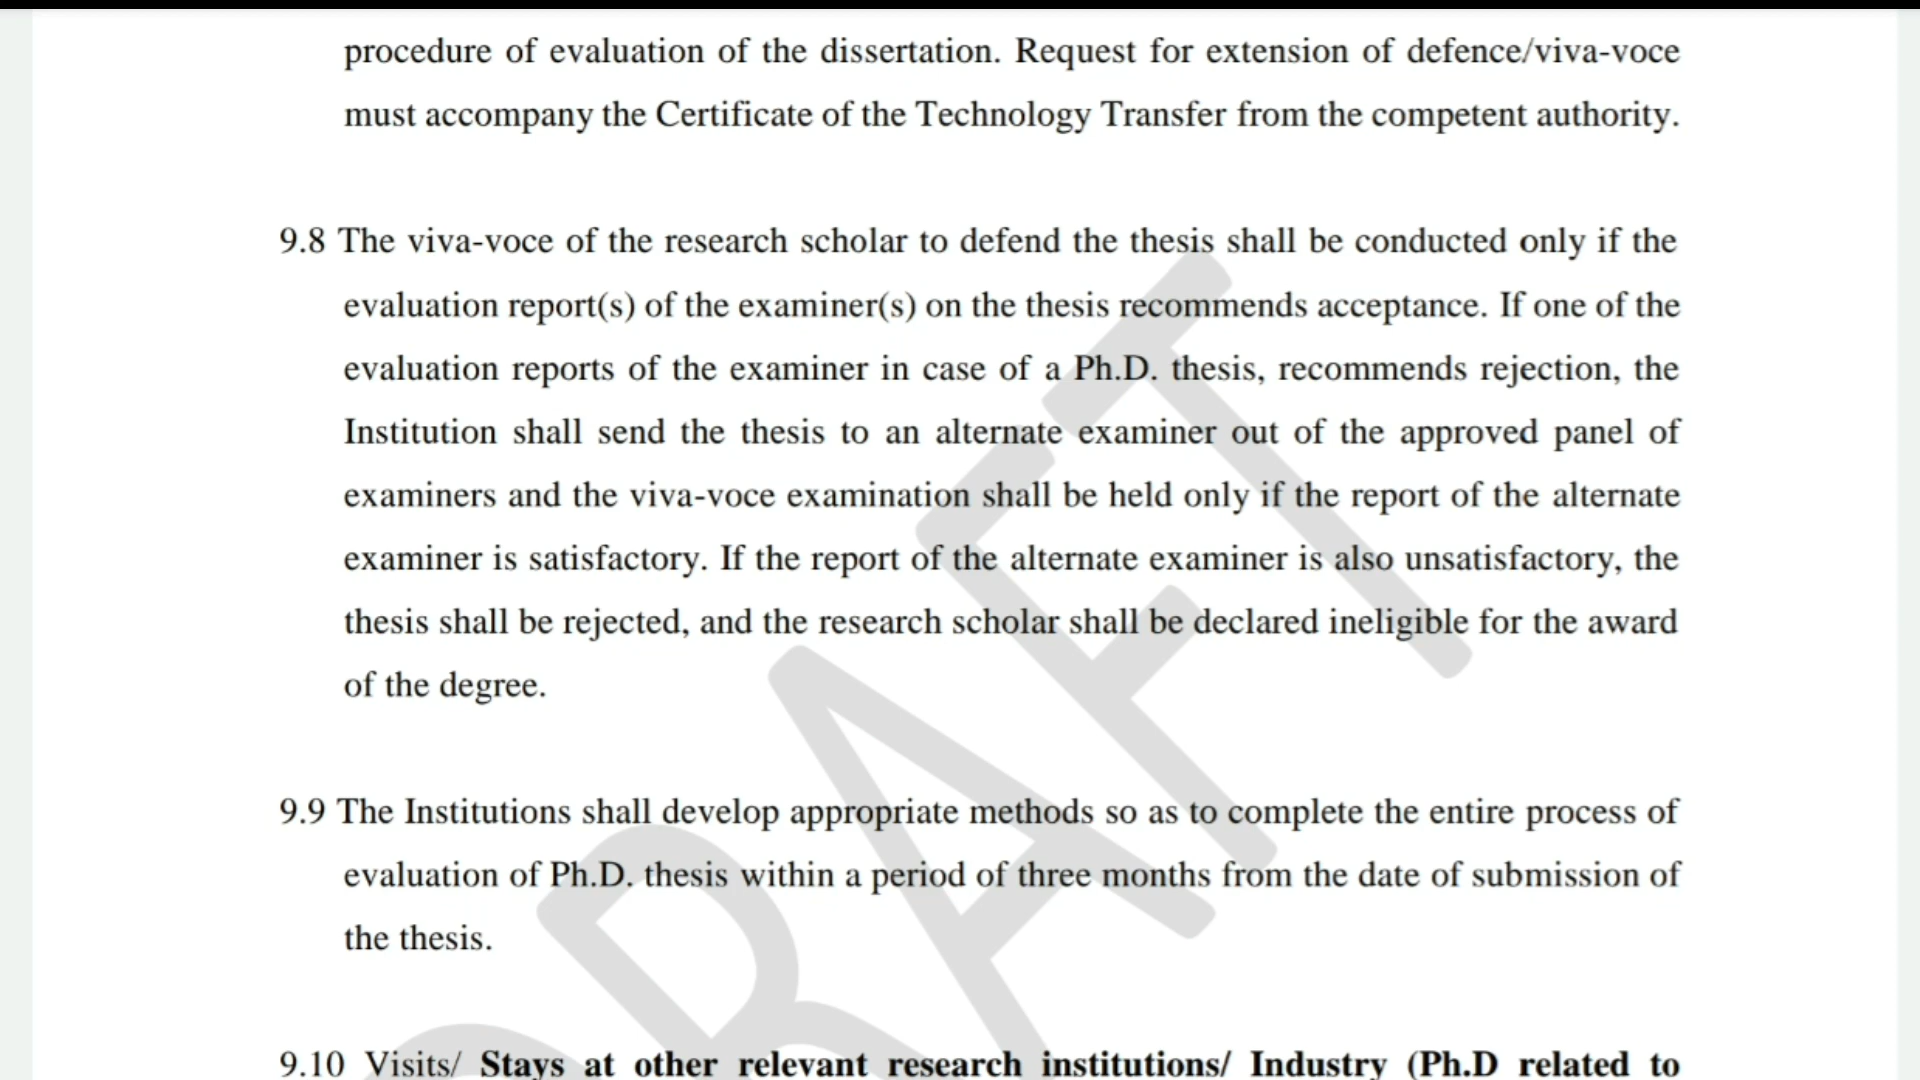 procedure of evaluation of the dissertation. Request for extension of defence/viva-voce
must accompany the Certificate of the Technology Transfer from the competent authority.
9.8 The viva-voce of the research scholar to defend the thesis shall be conducted only if the
evaluation report(s) of the examiner(s) on the thesis recommends acceptance. If one of the
evaluation reports of the examiner in case of a Ph.D. thesis, recommends rejection, the
Institution shall send the thesis to an alternate examiner out of the approved panel of
examiners and the viva-voce examination shall be held only if the report of the alternate
examiner is satisfactory. If the report of the alternate examiner is also unsatisfactory, the
thesis shall be rejected, and the research scholar shall be declared ineligible for the award
of the degree.
9.9 The Institutions shall develop appropriate methods so as to complete the entire process of
evaluation of Ph.D. thesis within a period of three months from the date of submission of
the thesis.
9.10 Visits/ Stays at other relevant research institutions/ Industry (Ph.D related to
DRAFT